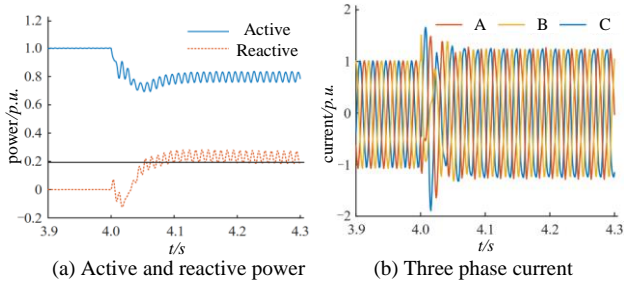 Active
Reactive
power/p.u.
1.2
1.0
0.8
0.6
0.4
0.2
0
−0.2
3.9 4.0 4.1 4.2 4.3
t/s
(a) Active and reactive power
A B C
current/p.u.
2
1
0
−1
−2
3.9 4.0 4.1 4.2 4.3
t/s
(b) Three phase current